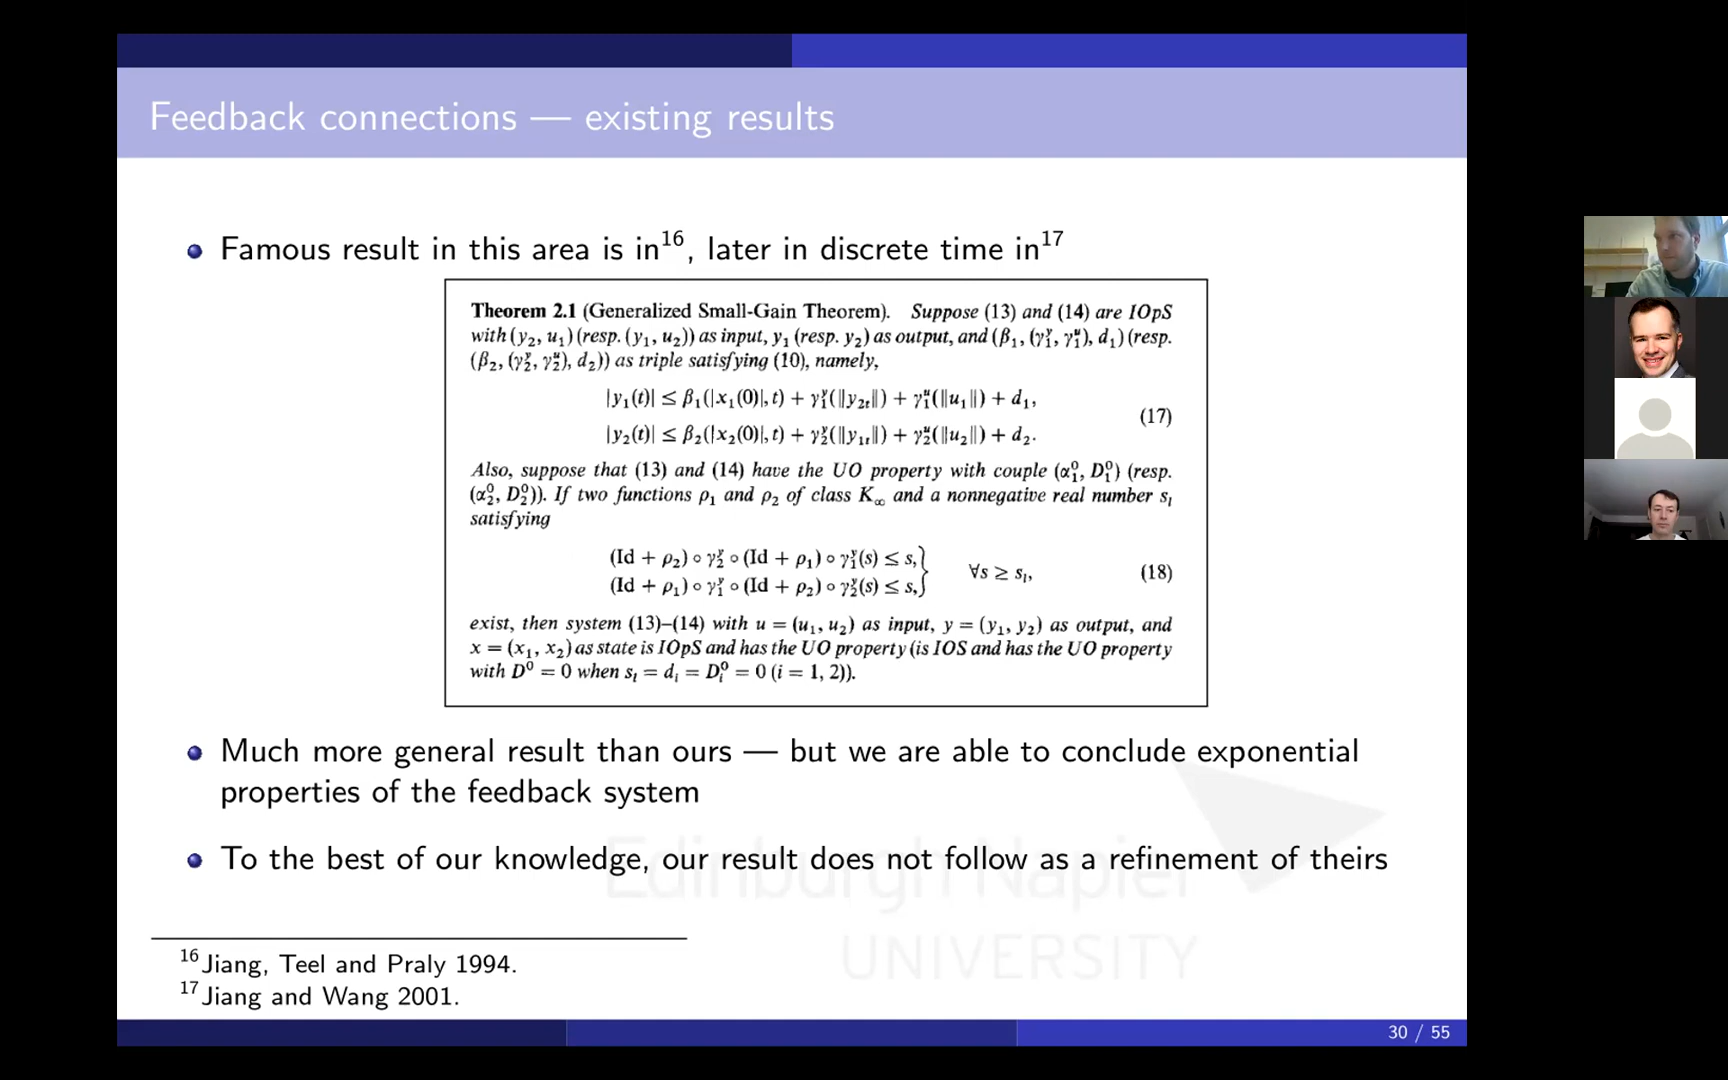 Feedback connections — existing results
Famous result in this area is in¹⁶, later in discrete time in¹⁷
Theorem 2.1 (Generalized Small-Gain Theorem). Suppose (13) and (14) are IOpS
with (y₂, u₁) (resp. (y₁, u₂)) as input, y₁ (resp. y₂) as output, and (β₁, (γ₁ʸ, γ₁ᵘ), d₁) (resp.
(β₂, (γ₂ʸ, γ₂ᵘ), d₂)) as triple satisfying (10), namely,
|y₁(t)| ≤ β₁(|x₁(0)|, t) + γ₁ʸ(‖y₂ₜ‖) + γ₁ᵘ(‖u₁‖) + d₁,
(17)
|y₂(t)| ≤ β₂(|x₂(0)|, t) + γ₂ʸ(‖y₁ₜ‖) + γ₂ᵘ(‖u₂‖) + d₂.
Also, suppose that (13) and (14) have the UO property with couple (α₁⁰, D₁⁰) (resp.
(α₂⁰, D₂⁰)). If two functions ρ₁ and ρ₂ of class K∞ and a nonnegative real number sₗ
satisfying
(Id + ρ₂) ∘ γ₂ʸ ∘ (Id + ρ₁) ∘ γ₁ʸ(s) ≤ s,
∀s ≥ sₗ, (18)
(Id + ρ₁) ∘ γ₁ʸ ∘ (Id + ρ₂) ∘ γ₂ʸ(s) ≤ s,
exist, then system (13)–(14) with u = (u₁, u₂) as input, y = (y₁, y₂) as output, and
x = (x₁, x₂) as state is IOpS and has the UO property (is IOS and has the UO property
with D⁰ = 0 when sₗ = dᵢ = Dᵢ⁰ = 0 (i = 1, 2)).
Much more general result than ours — but we are able to conclude exponential
properties of the feedback system
To the best of our knowledge, our result does not follow as a refinement of theirs
Edinburgh Napier
UNIVERSITY
¹⁶Jiang, Teel and Praly 1994.
¹⁷Jiang and Wang 2001.
30 / 55